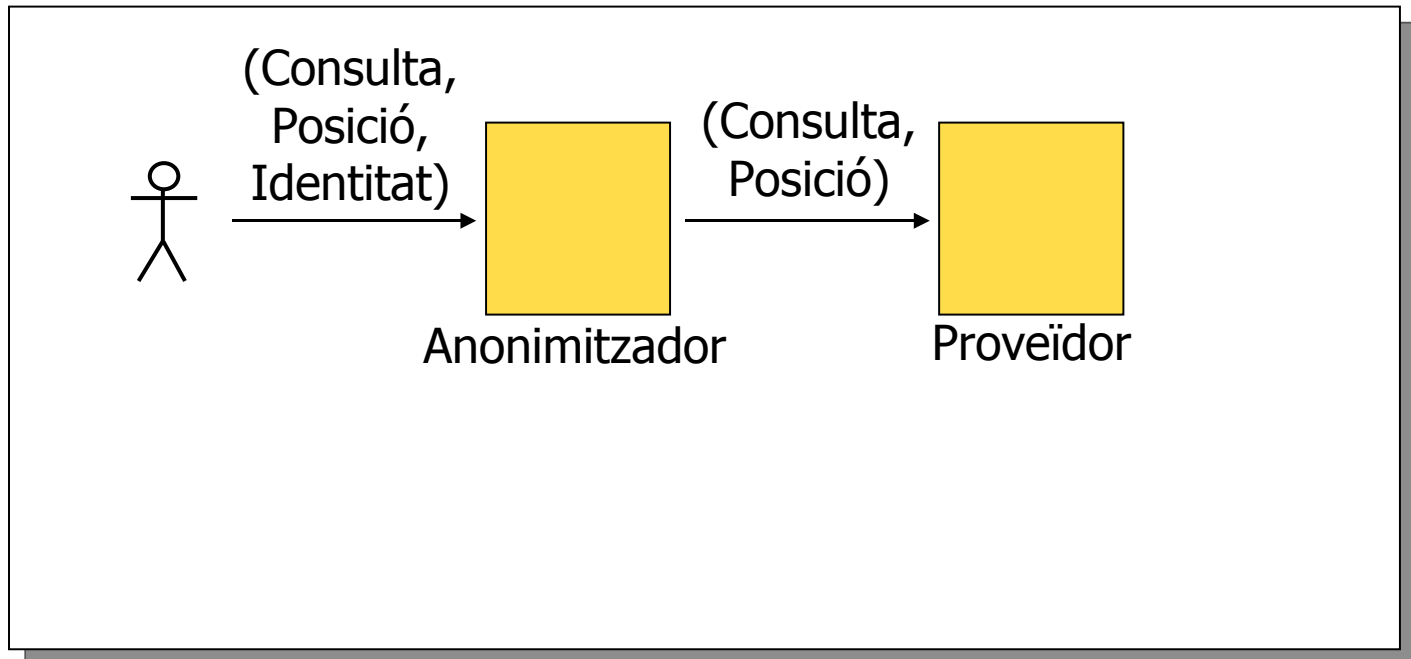 (Consulta,
Posició,
Identitat)
(Consulta,
Posició)
Anonimitzador
Proveïdor